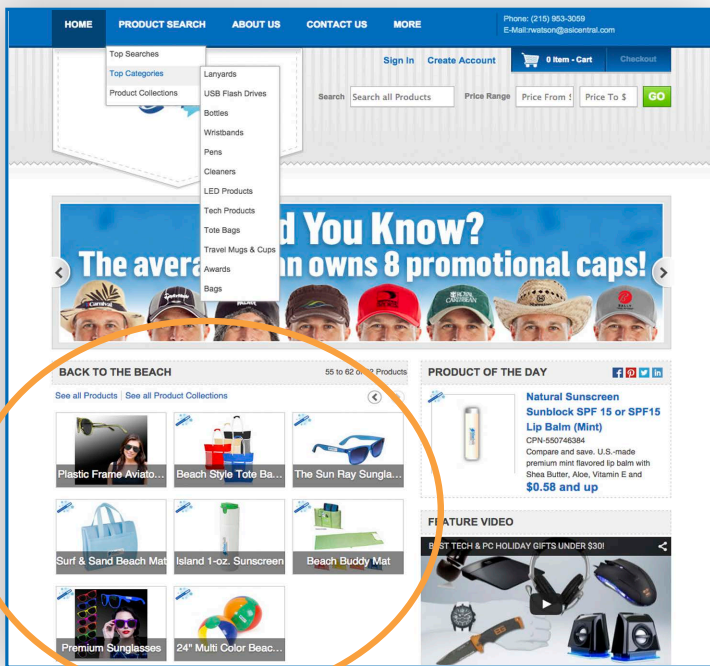 HOME PRODUCT SEARCH ABOUT US CONTACT US MORE
Phone: (215) 953-3059
E-Mail:rwatson@asicentral.com
Top Searches
Top Categories
Product Collections
Lanyards
USB Flash Drives
Bottles
Wristbands
Pens
Cleaners
LED Products
Tech Products
Tote Bags
Travel Mugs & Cups
Awards
Bags
Sign In Create Account
0 Item - Cart Checkout
Search Search all Products Price Range Price From Price To $ GO
d You Know?
The avera an owns 8 promotional caps!
Carnival
ROYAL CARIBBEAN
BACK TO THE BEACH
55 to 62 of Products
See all Products See all Product Collections
Plastic Frame Aviato... Beach Style Tote Ba... The Sun Ray Sungla...
Surf & Sand Beach Mat Island 1-oz. Sunscreen Beach Buddy Mat
Premium Sunglasses 24" Multi Color Beac...
PRODUCT OF THE DAY
Natural Sunscreen
Sunblock SPF 15 or SPF15
Lip Balm (Mint)
CPN-550746384
Compare and save. U.S.-made
premium mint flavored lip balm with
Shea Butter, Aloe, Vitamin E and
$0.58 and up
FEATURE VIDEO
BEST TECH & PC HOLIDAY GIFTS UNDER $30!